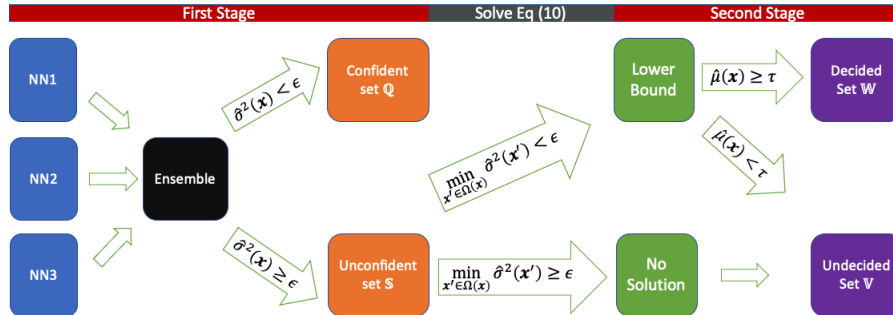 First Stage
Solve Eq (10)
Second Stage
NN1
NN2
NN3
Ensemble
σ̂²(x) < ϵ
σ̂²(x) ≥ ϵ
Confident
set ℚ
Unconfident
set 𝕊
min σ̂²(x′) < ϵ
x′∈Ω(x)
min σ̂²(x′) ≥ ϵ
x′∈Ω(x)
Lower
Bound
No
Solution
μ̂(x) ≥ τ
μ̂(x) < τ
Decided
Set 𝕎
Undecided
Set 𝕍